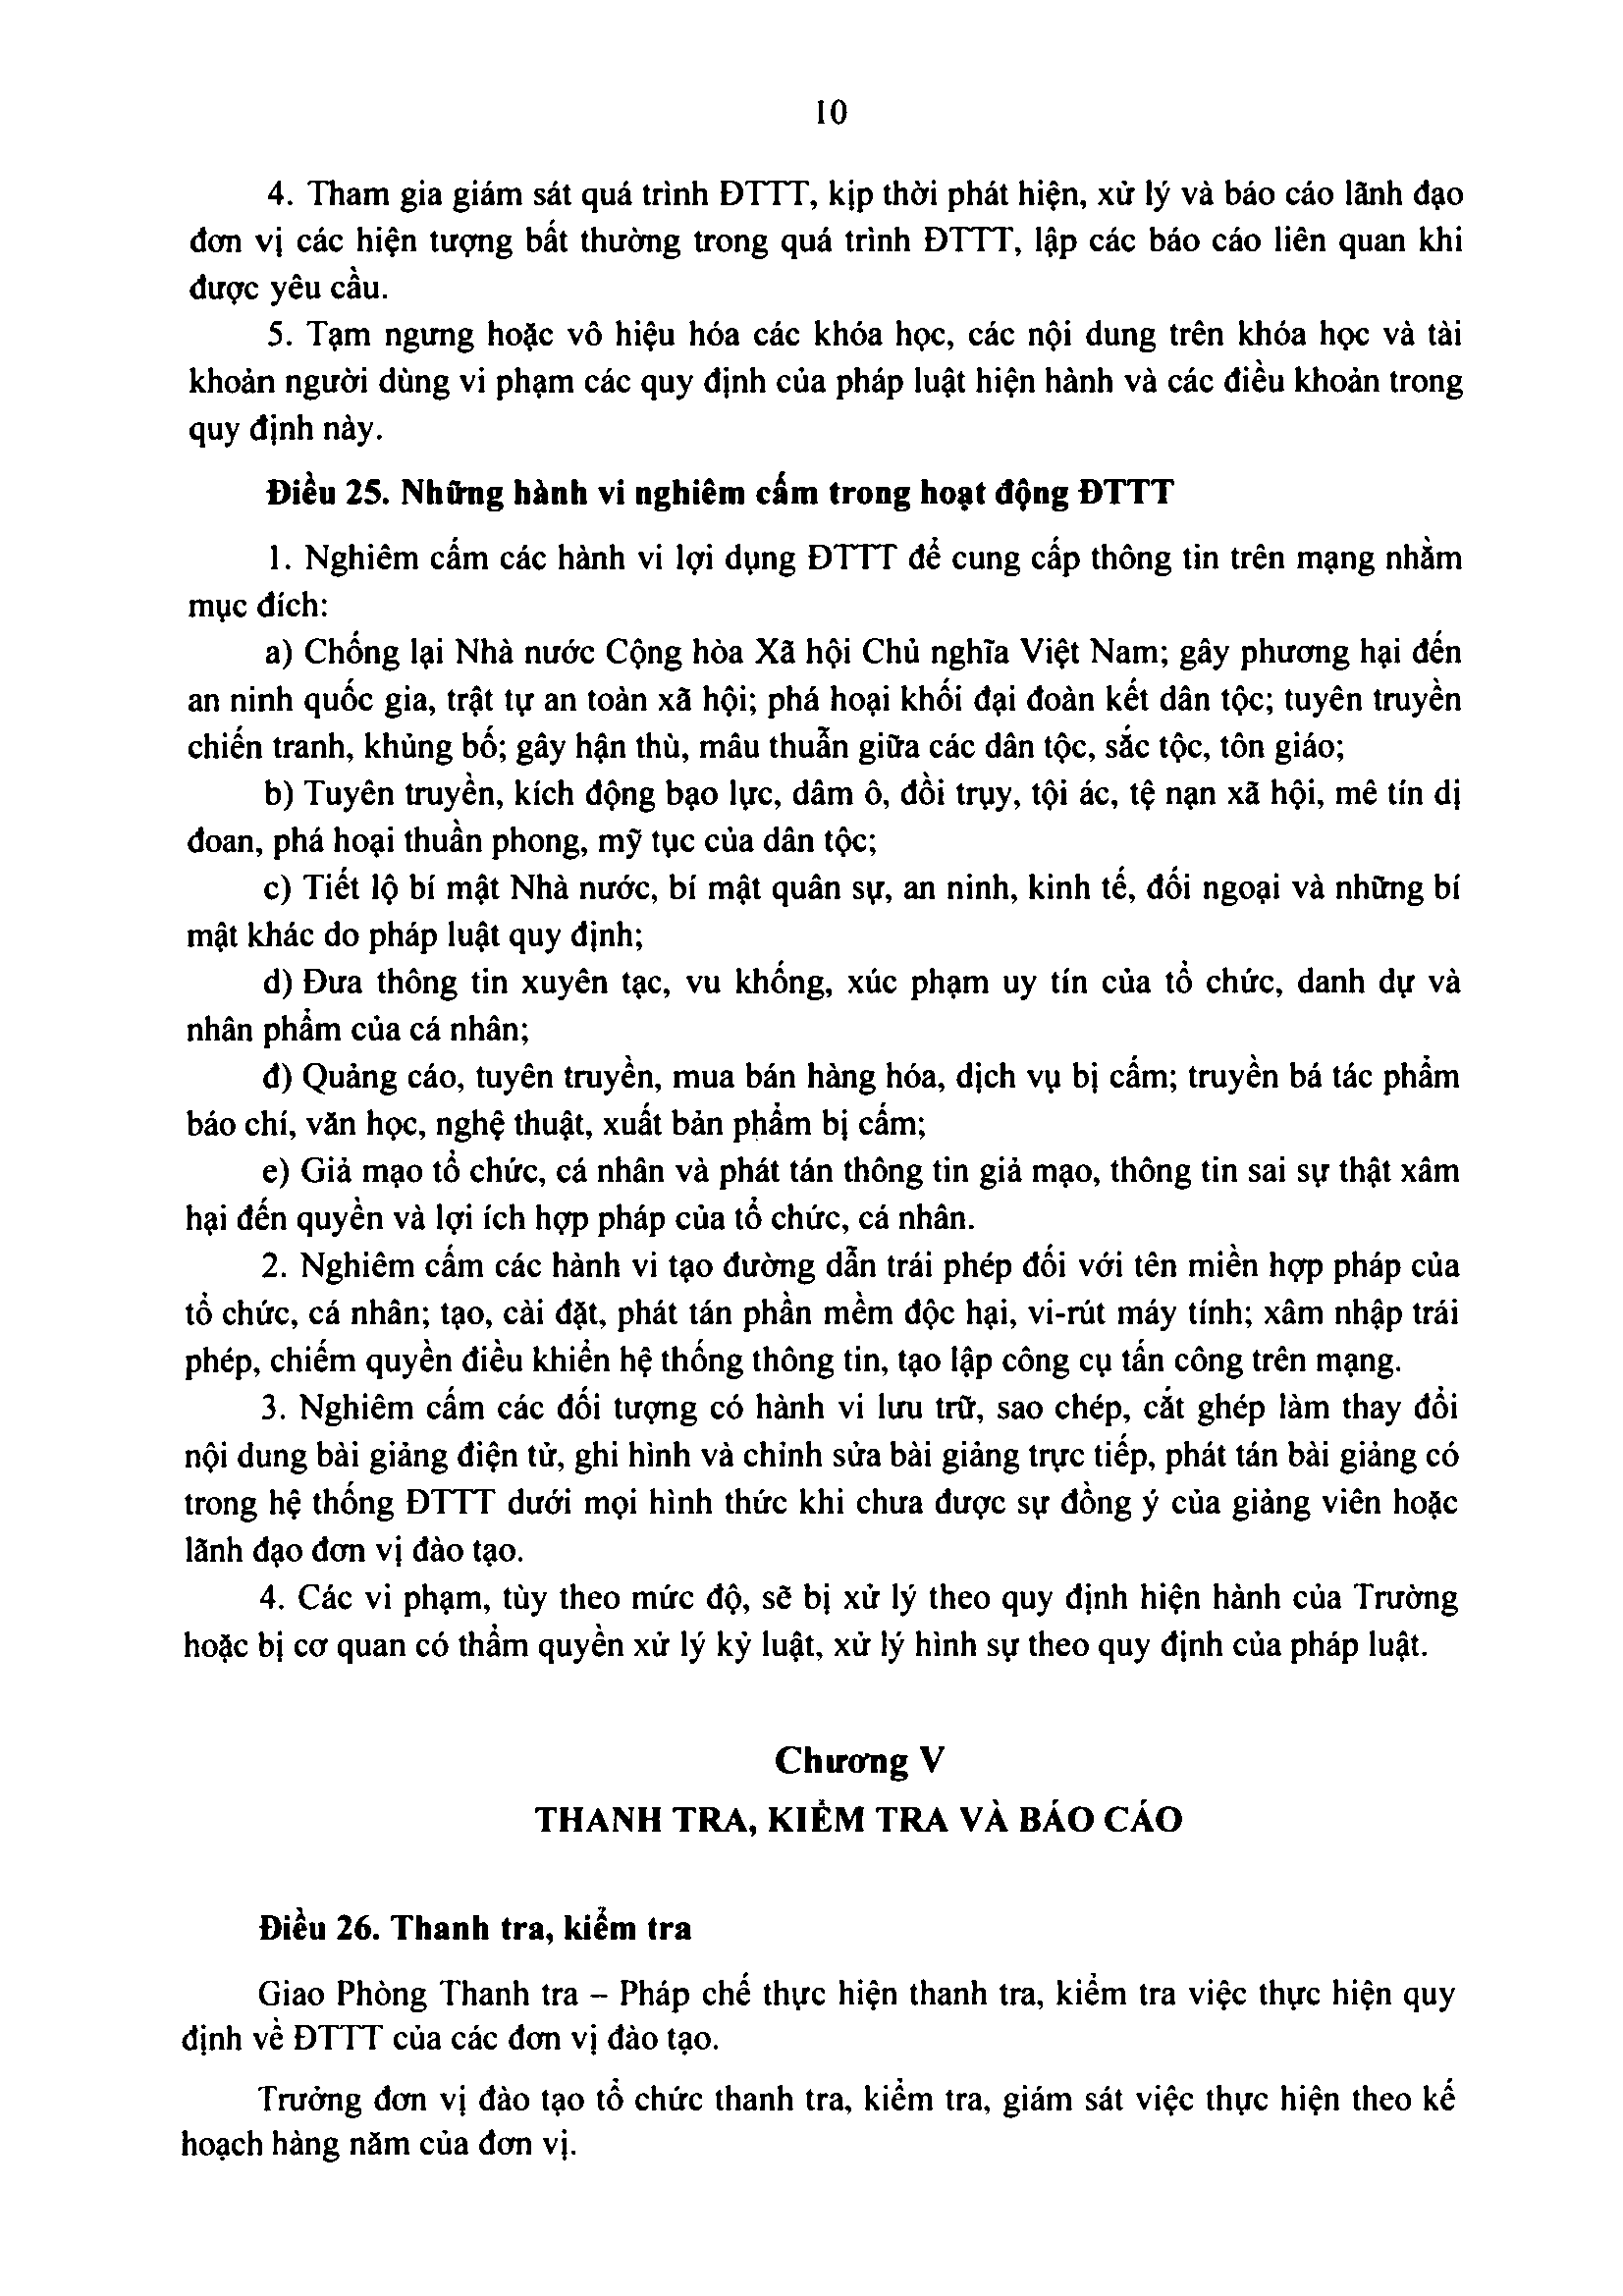 10
4. Tham gia giám sát quá trình ĐTTT, kịp thời phát hiện, xử lý và báo cáo lãnh đạo
đơn vị các hiện tượng bất thường trong quá trình ĐTTT, lập các báo cáo liên quan khi
được yêu cầu.
5. Tạm ngưng hoặc vô hiệu hóa các khóa học, các nội dung trên khóa học và tài
khoản người dùng vi phạm các quy định của pháp luật hiện hành và các điều khoản trong
quy định này.
Điều 25. Những hành vi nghiêm cấm trong hoạt động ĐTTT
1. Nghiêm cấm các hành vi lợi dụng ĐTTT để cung cấp thông tin trên mạng nhằm
mục đích:
a) Chống lại Nhà nước Cộng hòa Xã hội Chủ nghĩa Việt Nam; gây phương hại đến
an ninh quốc gia, trật tự an toàn xã hội; phá hoại khối đại đoàn kết dân tộc; tuyên truyền
chiến tranh, khủng bố; gây hận thù, mâu thuẫn giữa các dân tộc, sắc tộc, tôn giáo;
b) Tuyên truyền, kích động bạo lực, dâm ô, đồi trụy, tội ác, tệ nạn xã hội, mê tín dị
đoan, phá hoại thuần phong, mỹ tục của dân tộc;
c) Tiết lộ bí mật Nhà nước, bí mật quân sự, an ninh, kinh tế, đối ngoại và những bí
mật khác do pháp luật quy định;
d) Đưa thông tin xuyên tạc, vu khống, xúc phạm uy tín của tổ chức, danh dự và
nhân phẩm của cá nhân;
đ) Quảng cáo, tuyên truyền, mua bán hàng hóa, dịch vụ bị cấm; truyền bá tác phẩm
báo chí, văn học, nghệ thuật, xuất bản phẩm bị cấm;
e) Giả mạo tổ chức, cá nhân và phát tán thông tin giả mạo, thông tin sai sự thật xâm
hại đến quyền và lợi ích hợp pháp của tổ chức, cá nhân.
2. Nghiêm cấm các hành vi tạo đường dẫn trái phép đối với tên miền hợp pháp của
tổ chức, cá nhân; tạo, cài đặt, phát tán phần mềm độc hại, vi-rút máy tính; xâm nhập trái
phép, chiếm quyền điều khiển hệ thống thông tin, tạo lập công cụ tấn công trên mạng.
3. Nghiêm cấm các đối tượng có hành vi lưu trữ, sao chép, cắt ghép làm thay đổi
nội dung bài giảng điện tử, ghi hình và chỉnh sửa bài giảng trực tiếp, phát tán bài giảng có
trong hệ thống ĐTTT dưới mọi hình thức khi chưa được sự đồng ý của giảng viên hoặc
lãnh đạo đơn vị đào tạo.
4. Các vi phạm, tùy theo mức độ, sẽ bị xử lý theo quy định hiện hành của Trường
hoặc bị cơ quan có thẩm quyền xử lý kỷ luật, xử lý hình sự theo quy định của pháp luật.
Chương V
THANH TRA, KIỂM TRA VÀ BÁO CÁO
Điều 26. Thanh tra, kiểm tra
Giao Phòng Thanh tra – Pháp chế thực hiện thanh tra, kiểm tra việc thực hiện quy
định về ĐTTT của các đơn vị đào tạo.
Trưởng đơn vị đào tạo tổ chức thanh tra, kiểm tra, giám sát việc thực hiện theo kế
hoạch hàng năm của đơn vị.